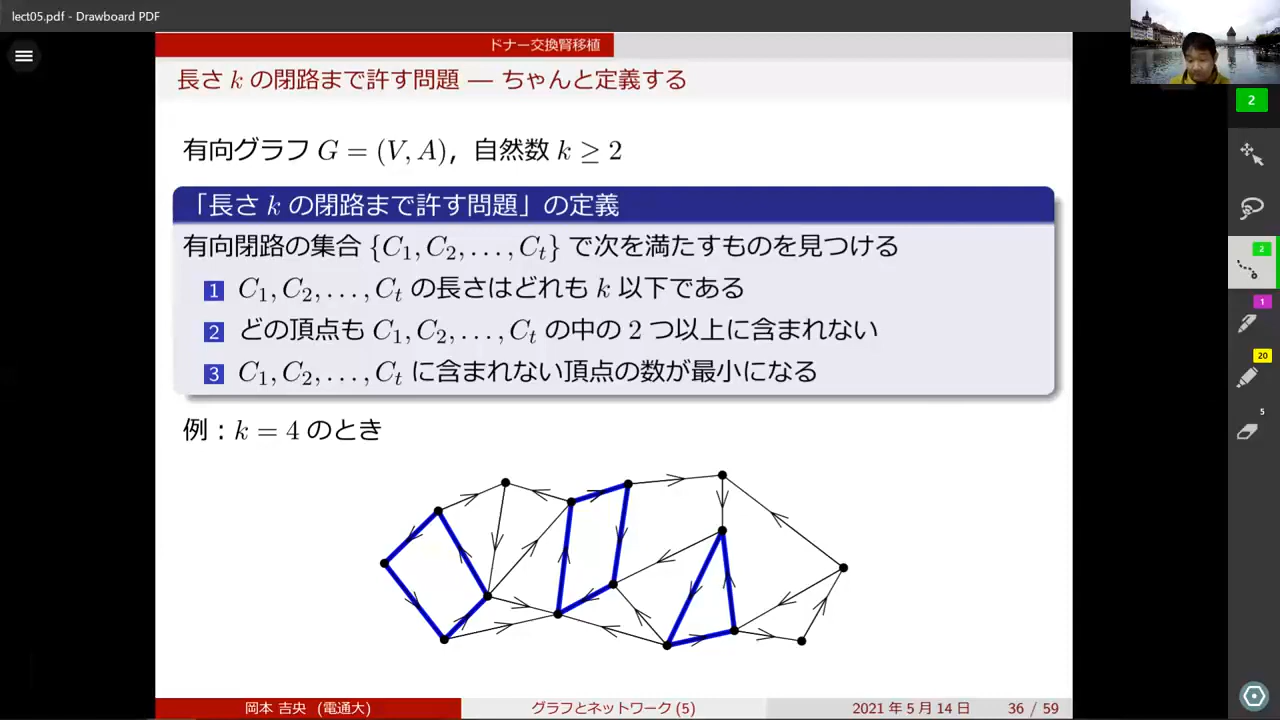 lect05.pdf - Drawboard PDF
ドナー交換腎移植
長さ k の閉路まで許す問題 — ちゃんと定義する
有向グラフ G = (V, A)，自然数 k ≥ 2
「長さ k の閉路まで許す問題」の定義
有向閉路の集合 {C1, C2, . . . , Ct} で次を満たすものを見つける
1 C1, C2, . . . , Ct の長さはどれも k 以下である
2 どの頂点も C1, C2, . . . , Ct の中の 2 つ以上に含まれない
3 C1, C2, . . . , Ct に含まれない頂点の数が最小になる
例：k = 4 のとき
岡本 吉央 (電通大)
グラフとネットワーク (5)
2021 年 5 月 14 日
36 / 59
2
2
1
20
5